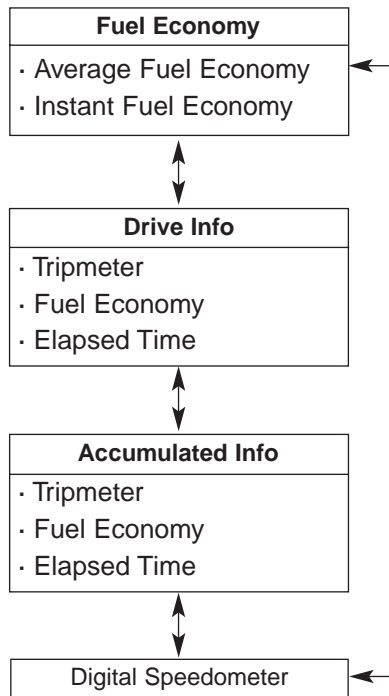 Fuel Economy
· Average Fuel Economy
· Instant Fuel Economy
Drive Info
· Tripmeter
· Fuel Economy
· Elapsed Time
Accumulated Info
· Tripmeter
· Fuel Economy
· Elapsed Time
Digital Speedometer